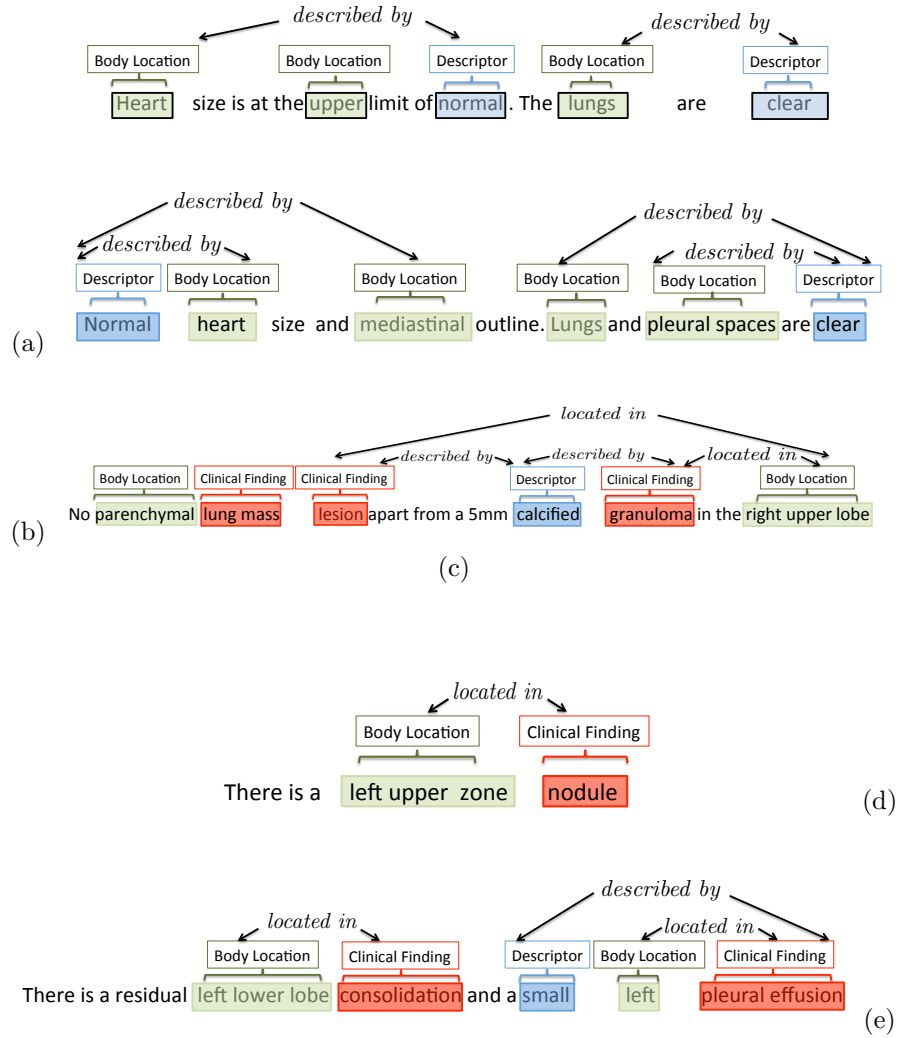 described by
described by
Body Location Body Location Descriptor Body Location Descriptor
Heart size is at the upper limit of normal. The lungs are clear
described by described by
described by described by
Descriptor Body Location Body Location Body Location Body Location Descriptor
Normal heart size and mediastinal outline. Lungs and pleural spaces are clear
(a)
located in
described by described by located in
Body Location Clinical Finding Clinical Finding Descriptor Clinical Finding Body Location
No parenchymal lung mass lesion apart from a 5mm calcified granuloma in the right upper lobe
(b)
(c)
located in
Body Location Clinical Finding
There is a left upper zone nodule
(d)
described by
located in located in
Body Location Clinical Finding Descriptor Body Location Clinical Finding
There is a residual left lower lobe consolidation and a small left pleural effusion
(e)